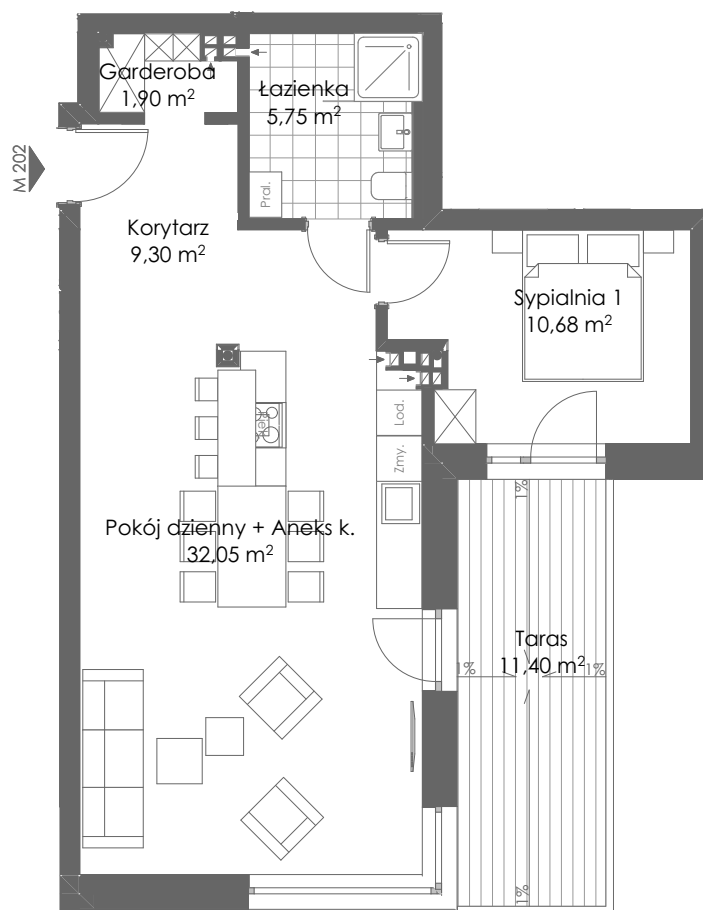 Garderoba
1,90 m²
Łazienka
5,75 m²
Pral.
M 202
Korytarz
9,30 m²
Sypialnia 1
10,68 m²
Lod.
Zmy.
Pokój dzienny + Aneks k.
32,05 m²
1%
Taras
11,40 m²
1%
1%
1%